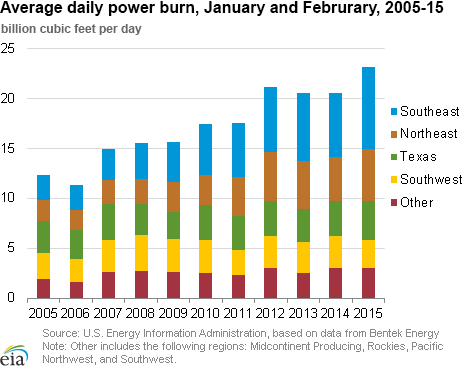 Average daily power burn, January and Februrary, 2005-15
billion cubic feet per day
25
20
15
10
5
0
2005 2006 2007 2008 2009 2010 2011 2012 2013 2014 2015
Southeast
Northeast
Texas
Southwest
Other
Source: U.S. Energy Information Administration, based on data from Bentek Energy
Note: Other includes the following regions: Midcontinent Producing, Rockies, Pacific
Northwest, and Southwest.
eia